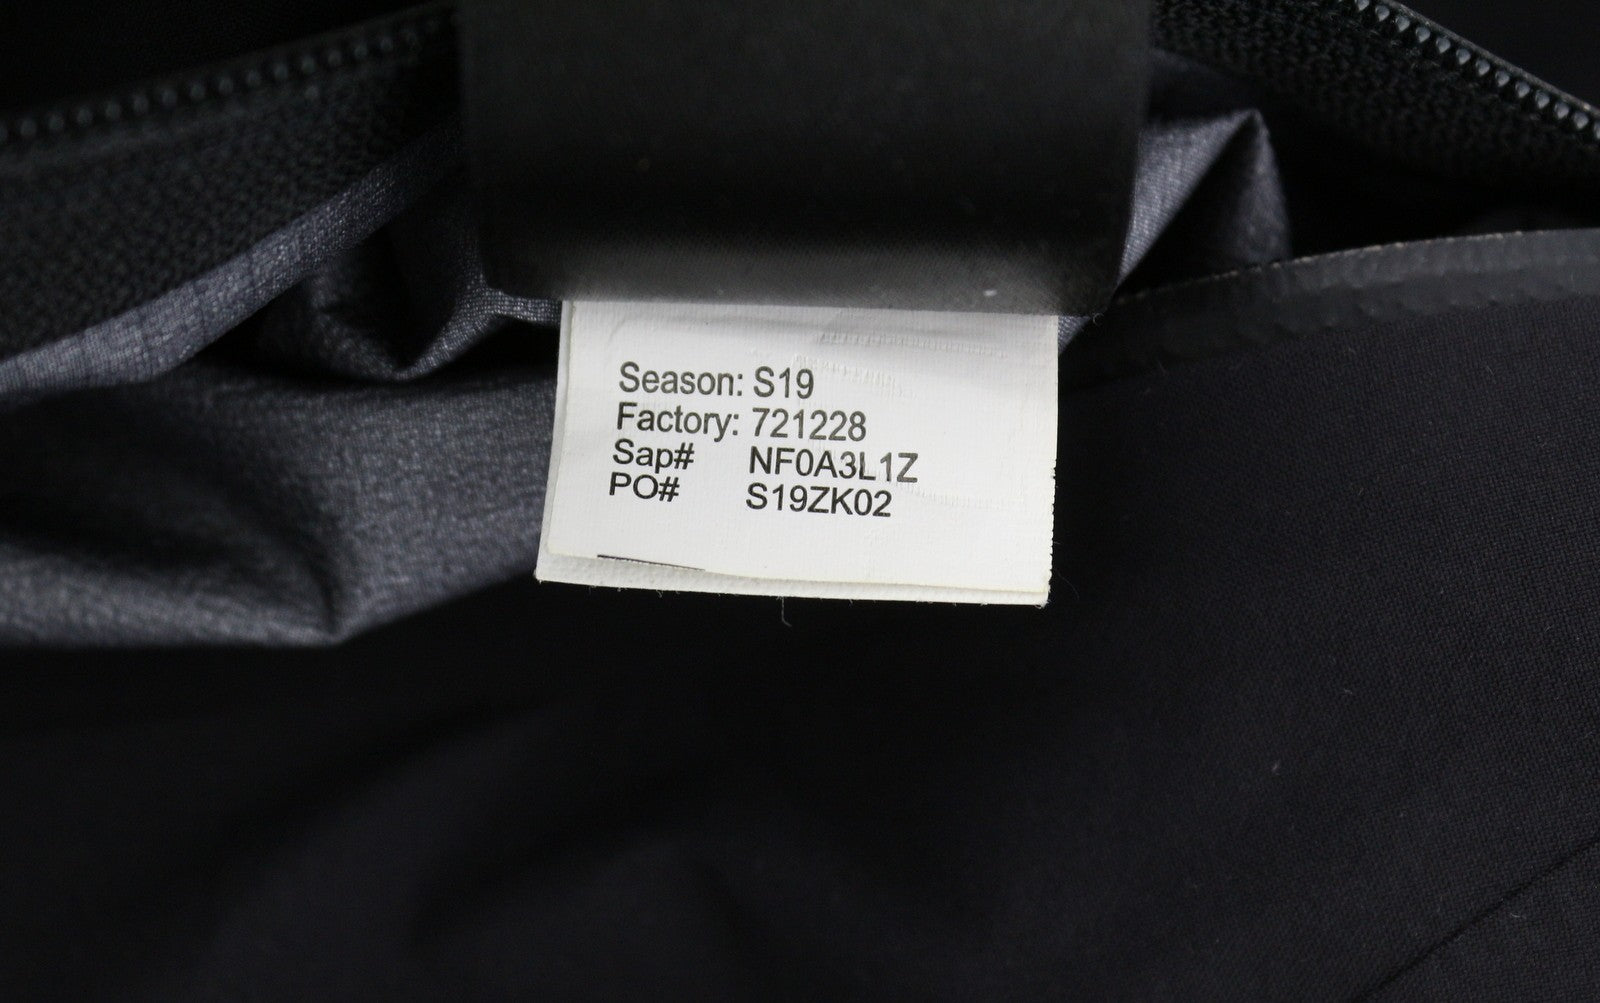 Season: S19
Factory: 721228
Sap# NF0A3L1Z
PO# S19ZK02